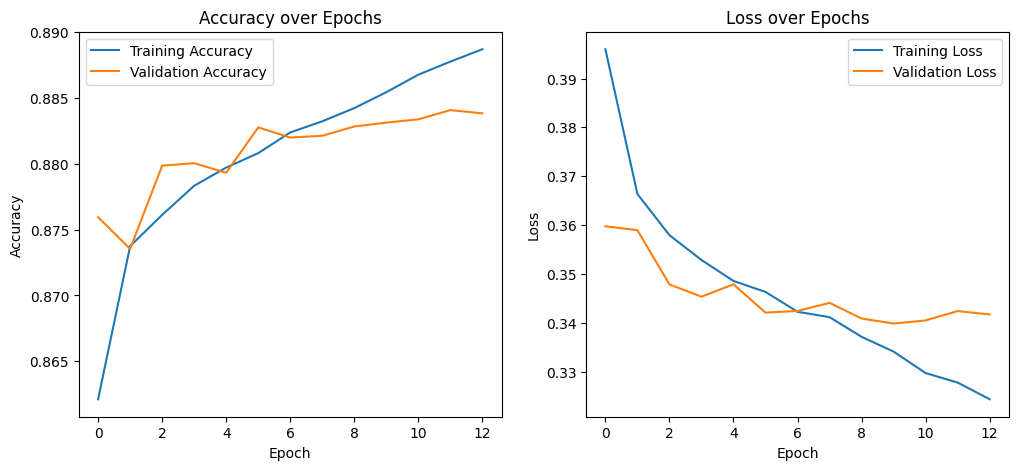 Accuracy over Epochs
0.890
0.885
0.880
0.875
0.870
0.865
Accuracy
Training Accuracy
Validation Accuracy
0 2 4 6 8 10 12
Epoch
Loss over Epochs
0.39
0.38
0.37
0.36
0.35
0.34
0.33
Loss
Training Loss
Validation Loss
0 2 4 6 8 10 12
Epoch